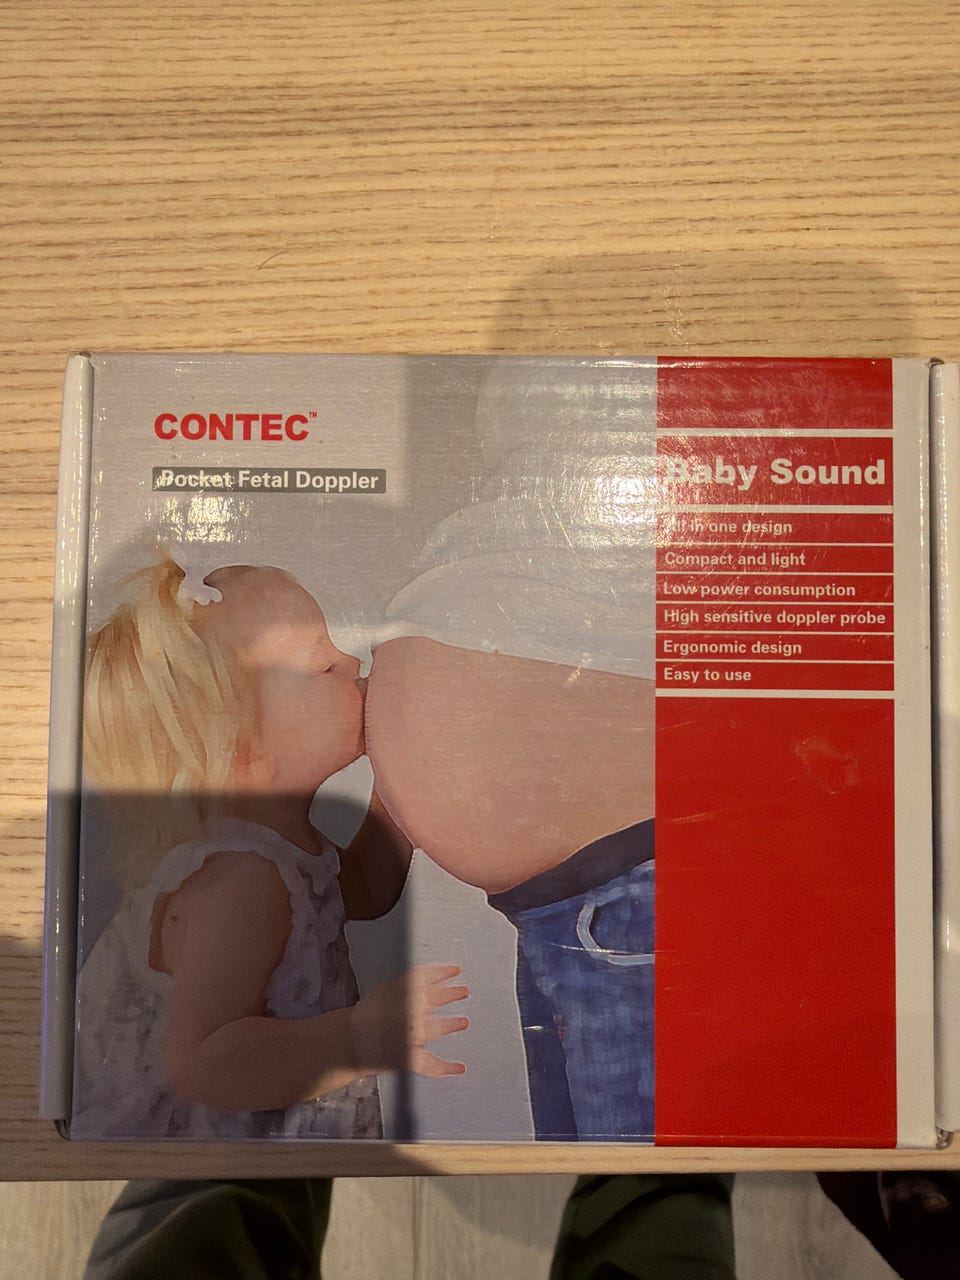 CONTEC™
Pocket Fetal Doppler
Baby Sound
All in one design
Compact and light
Low power consumption
High sensitive doppler probe
Ergonomic design
Easy to use